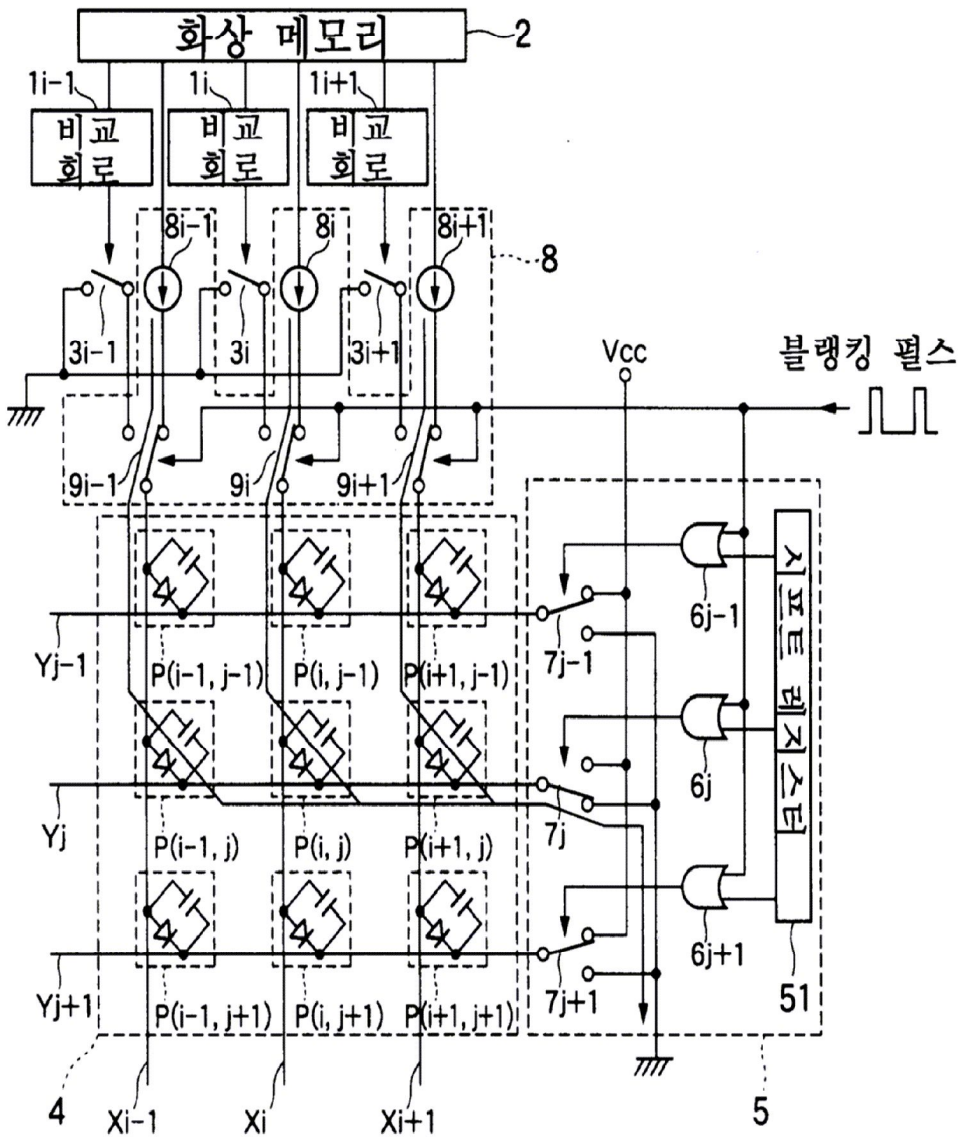 화상 메모리
2
1i-1
1i
1i+1
비교
회로
비교
회로
비교
회로
8i-1
8i
8i+1
8
3i-1
3i
3i+1
Vcc
블랭킹 펄스
9i-1
9i
9i+1
6j-1
7j-1
Yj-1
P(i-1, j-1)
P(i, j-1)
P(i+1, j-1)
시프트 레지스터
6j
7j
Yj
P(i-1, j)
P(i, j)
P(i+1, j)
6j+1
7j+1
51
Yj+1
P(i-1, j+1)
P(i, j+1)
P(i+1, j+1)
4
Xi-1
Xi
Xi+1
5